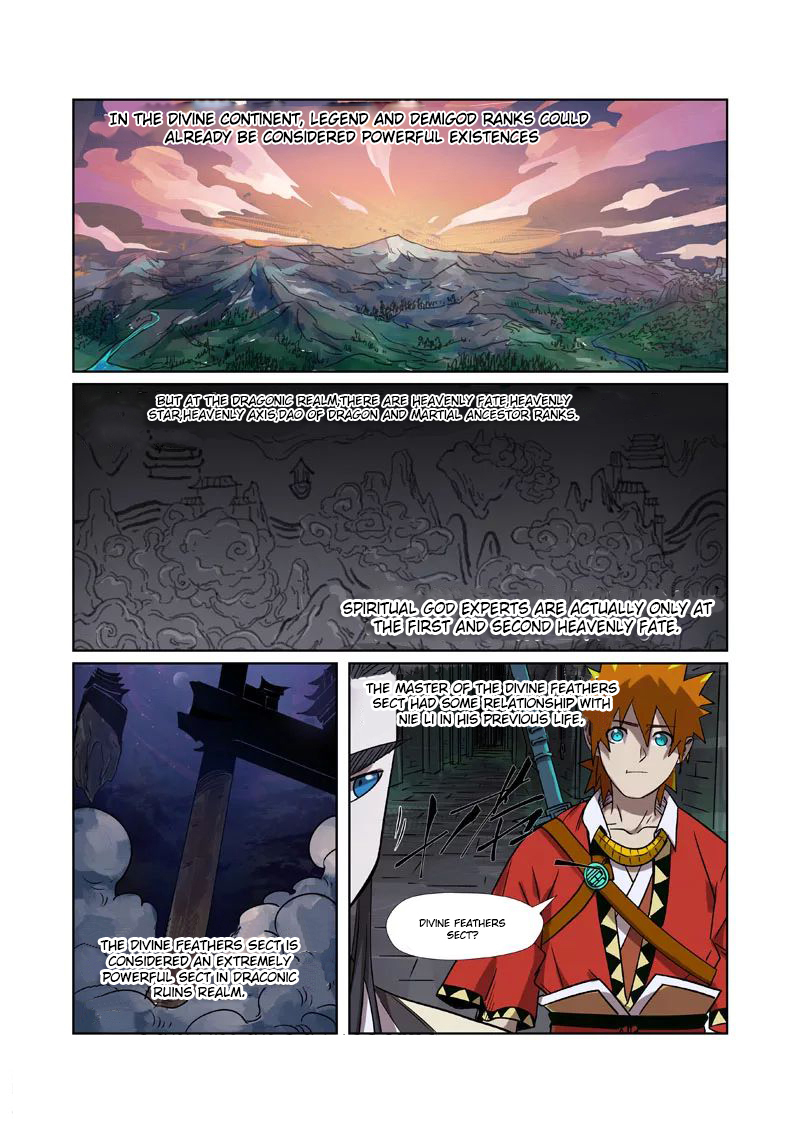 IN THE DIVINE CONTINENT, LEGEND AND DEMIGOD RANKS COULD
ALREADY BE CONSIDERED POWERFUL EXISTENCES
BUT AT THE DRAGONIC REALM,THERE ARE HEAVENLY FATE,HEAVENLY
STAR,HEAVENLY AXIS,DAO OF DRAGON AND MARTIAL ANCESTOR RANKS.
SPIRITUAL GOD EXPERTS ARE ACTUALLY ONLY AT
THE FIRST AND SECOND HEAVENLY FATE.
THE DIVINE FEATHERS SECT IS
CONSIDERED AN EXTREMELY
POWERFUL SECT IN DRACONIC
RUINS REALM.
THE MASTER OF THE DIVINE FEATHERS
SECT HAD SOME RELATIONSHIP WITH
NIE LI IN HIS PREVIOUS LIFE.
DIVINE FEATHERS
SECT?